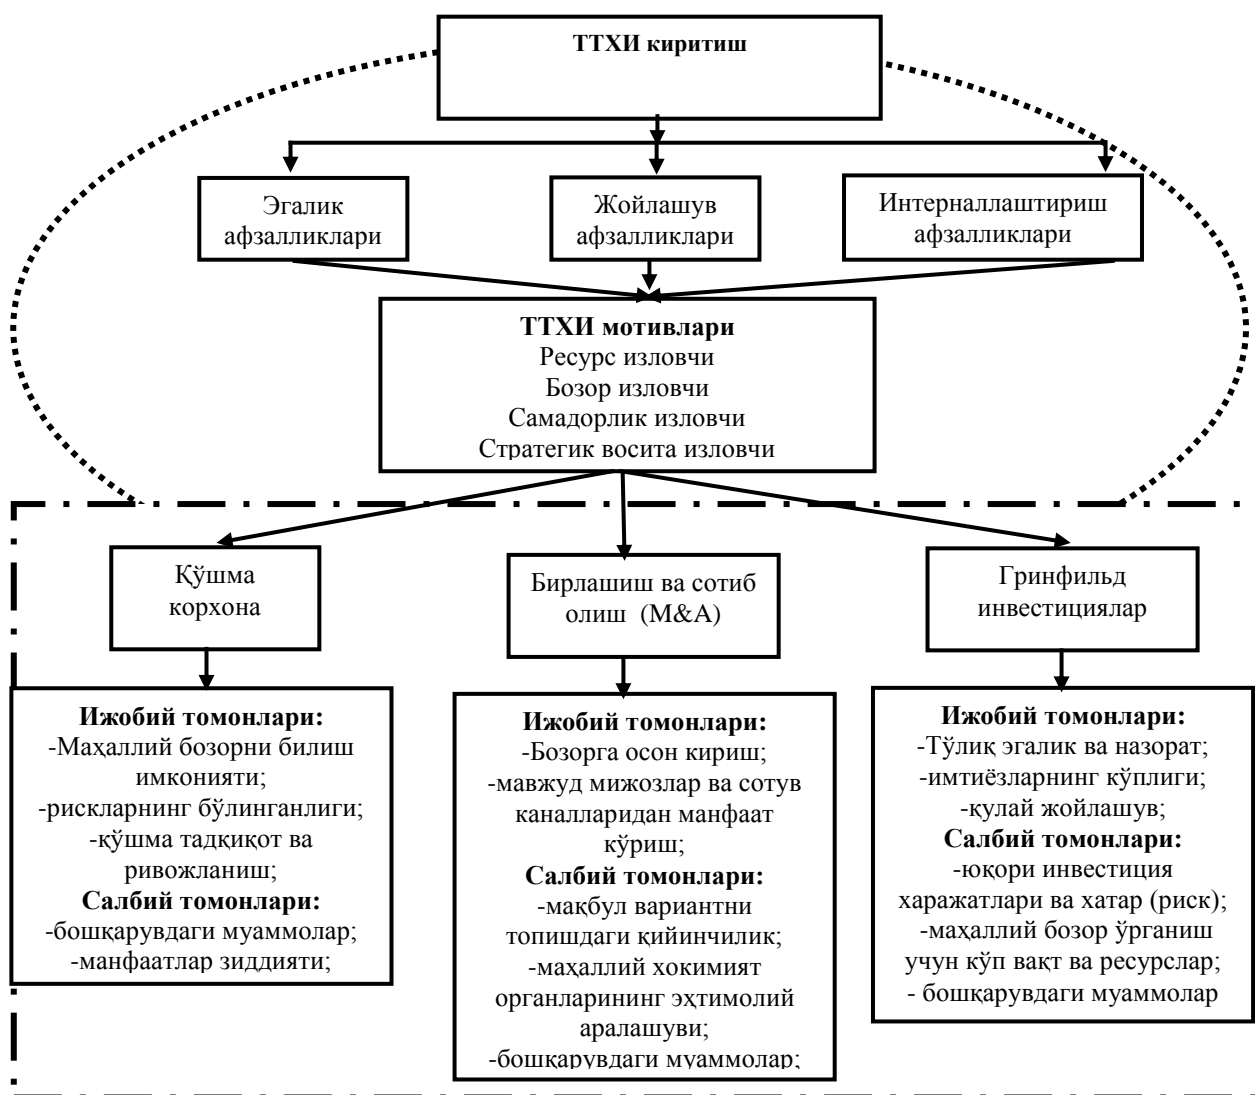 ТТХИ киритиш
Эгалик
афзалликлари
Жойлашув
афзалликлари
Интерналлаштириш
афзалликлари
ТТХИ мотивлари
Ресурс изловчи
Бозор изловчи
Самадорлик изловчи
Стратегик восита изловчи
Қўшма
корхона
Бирлашиш ва сотиб
олиш (M&A)
Гринфильд
инвестициялар
Ижобий томонлари:
-Маҳаллий бозорни билиш
имконияти;
-рискларнинг бўлинганлиги;
-қўшма тадқиқот ва
ривожланиш;
Салбий томонлари:
-бошқарувдаги муаммолар;
-манфаатлар зиддияти;
Ижобий томонлари:
-Бозорга осон кириш;
-мавжуд мижозлар ва сотув
каналларидан манфаат
кўриш;
Салбий томонлари:
-мақбул вариантни
топишдаги қийинчилик;
-маҳаллий хокимият
органларининг эҳтимолий
аралашуви;
-бошқарувдаги муаммолар;
Ижобий томонлари:
-Тўлиқ эгалик ва назорат;
-имтиёзларнинг кўплиги;
-қулай жойлашув;
Салбий томонлари:
-юқори инвестиция
харажатлари ва хатар (риск);
-маҳаллий бозор ўрганиш
учун кўп вақт ва ресурслар;
- бошқарувдаги муаммолар